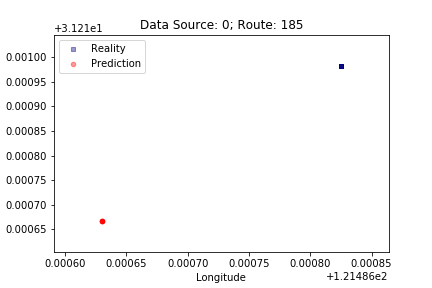 Data Source: 0; Route: 185
+3.121e1
Reality
Prediction
0.00100
0.00095
0.00090
0.00085
0.00080
0.00075
0.00070
0.00065
0.00060 0.00065 0.00070 0.00075 0.00080 0.00085
Longitude
+1.21486e2